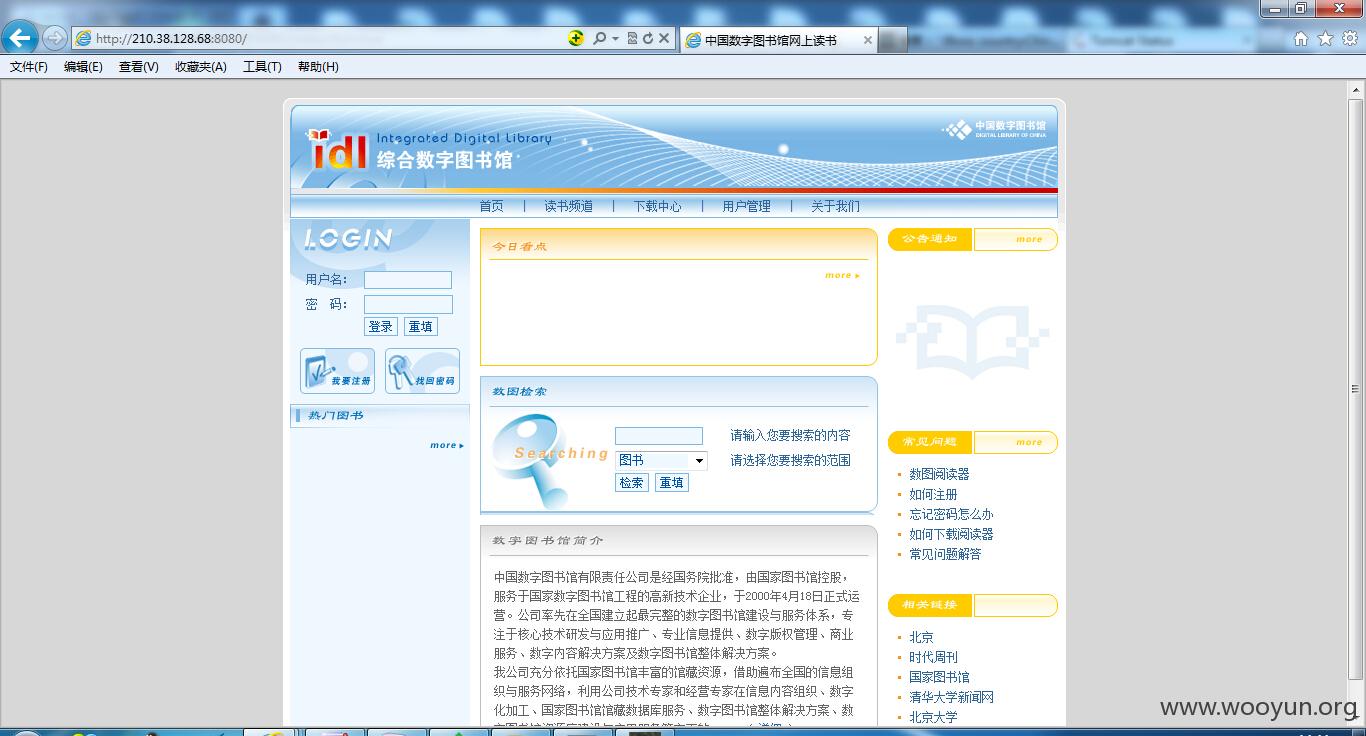 http://210.38.128.68:8080/
中国数字图书馆网上读书
文件(F) 编辑(E) 查看(V) 收藏夹(A) 工具(T) 帮助(H)
idl Integrated Digital Library
综合数字图书馆
中国数字图书馆
DIGITAL LIBRARY OF CHINA
首页 | 读书频道 | 下载中心 | 用户管理 | 关于我们
LOGIN
用户名：
密 码：
登录 重填
我要注册 找回密码
热门图书
more
今日看点
more
数图检索
Searching
请输入您要搜索的内容
图书 请选择您要搜索的范围
检索 重填
数字图书馆简介
中国数字图书馆有限责任公司是经国务院批准，由国家图书馆控股，
服务于国家数字图书馆工程的高新技术企业，于2000年4月18日正式运
营。公司率先在全国建立起最完整的数字图书馆建设与服务体系，专
注于核心技术研发与应用推广、专业信息提供、数字版权管理、商业
服务、数字内容解决方案及数字图书馆整体解决方案。
我公司充分依托国家图书馆丰富的馆藏资源，借助遍布全国的信息组
织与服务网络，利用公司技术专家和经营专家在信息内容组织、数字
化加工、国家图书馆馆藏数据库服务、数字图书馆整体解决方案、数
公告通知 more
常见问题 more
数图阅读器
如何注册
忘记密码怎么办
如何下载阅读器
常见问题解答
相关链接
北京
时代周刊
国家图书馆
清华大学新闻网
北京大学
www.wooyun.org